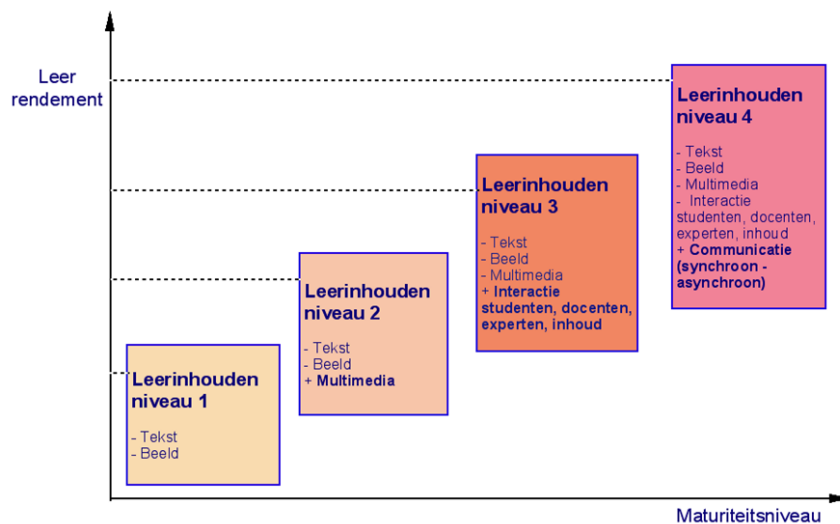 Leer
rendement
Leerinhouden
niveau 1
- Tekst
- Beeld
Leerinhouden
niveau 2
- Tekst
- Beeld
+ Multimedia
Leerinhouden
niveau 3
- Tekst
- Beeld
- Multimedia
+ Interactie
studenten, docenten,
experten, inhoud
Leerinhouden
niveau 4
- Tekst
- Beeld
- Multimedia
- Interactie
studenten, docenten,
experten, inhoud
+ Communicatie
(synchroon -
asynchroon)
Maturiteitsniveau